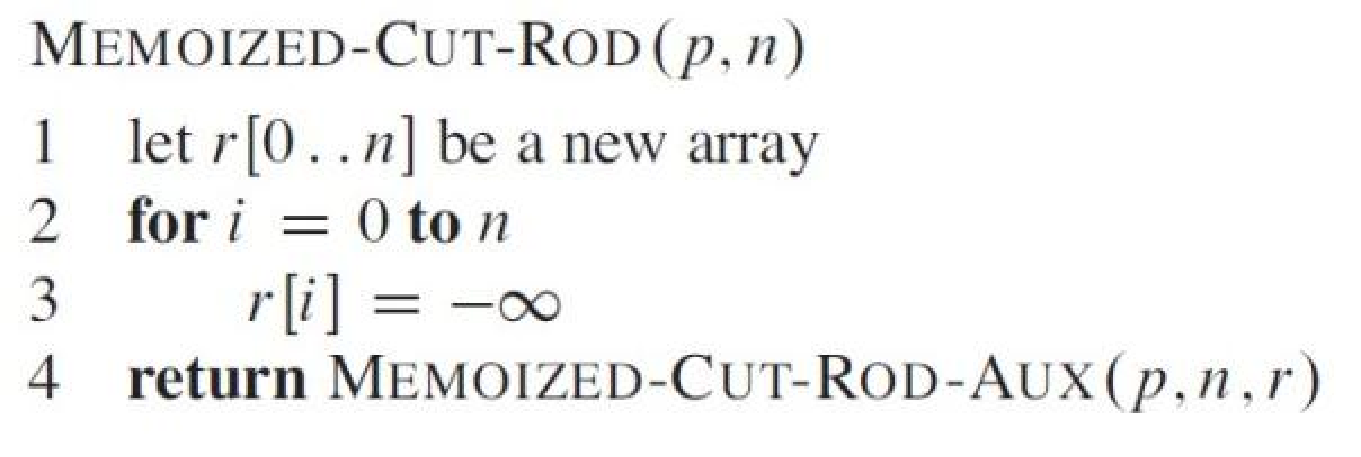 MEMOIZED-CUT-ROD(p, n)
1 let r[0..n] be a new array
2 for i = 0 to n
3 r[i] = −∞
4 return MEMOIZED-CUT-ROD-AUX(p, n, r)